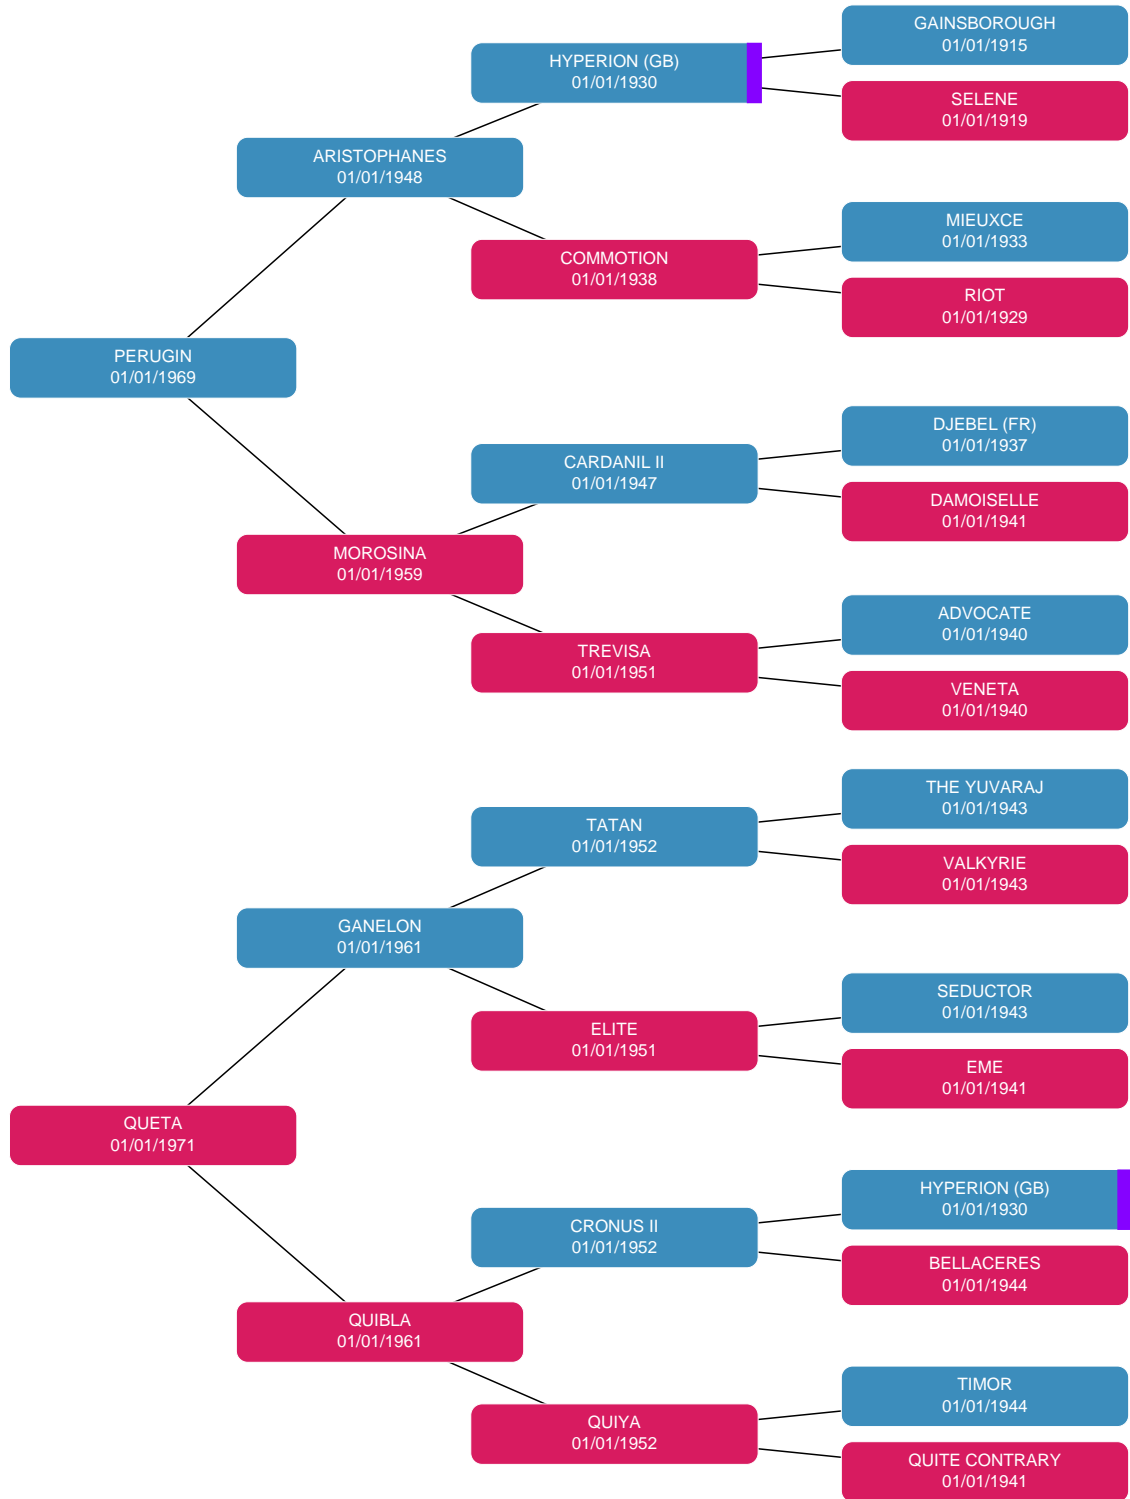 GAINSBOROUGH
01/01/1915
HYPERION (GB)
01/01/1930
SELENE
01/01/1919
ARISTOPHANES
01/01/1948
MIEUXCE
01/01/1933
COMMOTION
01/01/1938
RIOT
01/01/1929
PERUGIN
01/01/1969
DJEBEL (FR)
01/01/1937
CARDANIL II
01/01/1947
DAMOISELLE
01/01/1941
MOROSINA
01/01/1959
ADVOCATE
01/01/1940
TREVISA
01/01/1951
VENETA
01/01/1940
THE YUVARAJ
01/01/1943
TATAN
01/01/1952
VALKYRIE
01/01/1943
GANELON
01/01/1961
SEDUCTOR
01/01/1943
ELITE
01/01/1951
EME
01/01/1941
QUETA
01/01/1971
HYPERION (GB)
01/01/1930
CRONUS II
01/01/1952
BELLACERES
01/01/1944
QUIBLA
01/01/1961
TIMOR
01/01/1944
QUIYA
01/01/1952
QUITE CONTRARY
01/01/1941